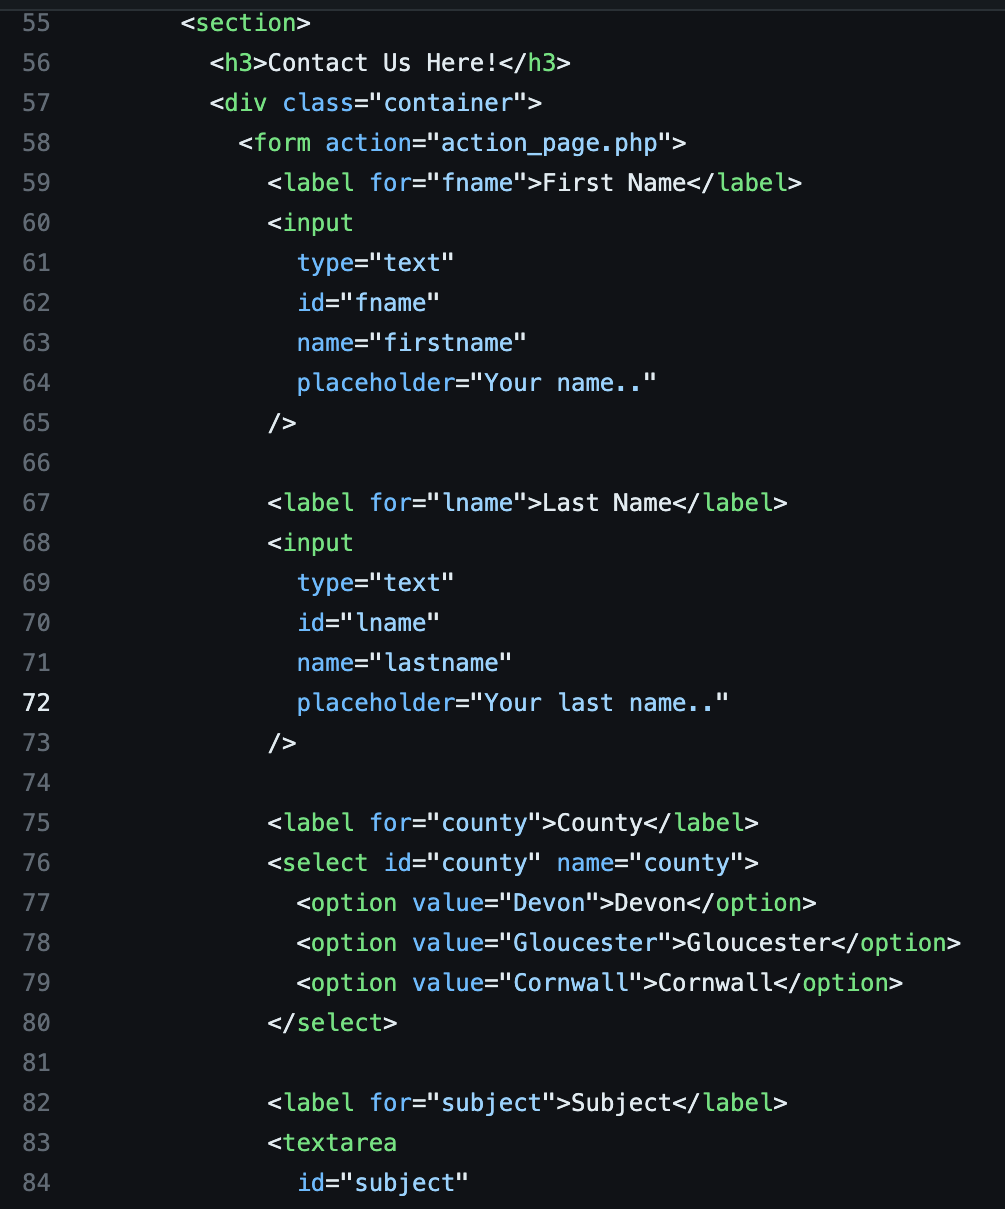 55 <section>
56 <h3>Contact Us Here!</h3>
57 <div class="container">
58 <form action="action_page.php">
59 <label for="fname">First Name</label>
60 <input
61 type="text"
62 id="fname"
63 name="firstname"
64 placeholder="Your name.."
65 />
66
67 <label for="lname">Last Name</label>
68 <input
69 type="text"
70 id="lname"
71 name="lastname"
72 placeholder="Your last name.."
73 />
74
75 <label for="county">County</label>
76 <select id="county" name="county">
77 <option value="Devon">Devon</option>
78 <option value="Gloucester">Gloucester</option>
79 <option value="Cornwall">Cornwall</option>
80 </select>
81
82 <label for="subject">Subject</label>
83 <textarea
84 id="subject"